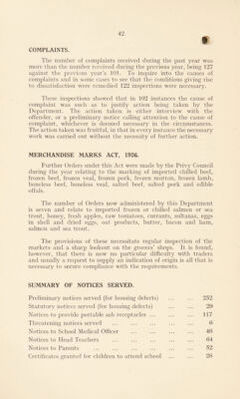 42
COMPLAINTS.
The number of complaints received during the past year was
more than the number received during the previous year, being 127
against the previous year's 103. To inquire into the causes of
complaints and in some cases to see that the conditions giving rise
to dissatisfaction were remedied 122 inspections were necessary.
These inspections showed that in 102 instances the cause of
complaint was such as to justify action being taken by the
Department. The action taken is either interview with the
offender, or a preliminary notice calling attention to the cause of
complaint, whichever is deemed necessary in the circumstances.
The action taken was fruitful, in that in every instance the necessary
work was carried out without the necessity of further action.
MERCHANDISE MARKS ACT, 1926.
Further Orders under this Act were made by the Privy Council
during the year relating to the marking of imported chilled beef,
frozen beef, frozen veal, frozen pork, frozen mutton, frozen lamb,
boneless beef, boneless veal, salted beef, salted pork and edible
offals.
The number of Orders now administered by this Department
is seven and relate to imported frozen or chilled salmon or sea
trout, honey, fresh apples, raw tomatoes, currants, sultanas, eggs
in shell and dried eggs, oat products, butter, bacon and ham,
salmon and sea trout.
The provisions of these necessitate regular inspection of the
markets and a sharp lookout on the grocers' shops. It is found,
however, that there is now no particular difficulty with traders
and usually a request to supply an indication of origin is all that is
necessary to secure compliance with the requirements.
SUMMARY OF NOTICES SERVED.
Preliminary notices served (for housing defects) ... ... 252
Statutory notices served (for housing defects) ... 29
Notices to provide portable ash receptacles ... ... ... 117
Threatening notices served ... ... ... ... ... 6
Notices to School Medical Officer ... ... ... ... 48
Notices to Head Teachers ... ... ... ... ... 64
Notices to Parents ... ... ... ... ... ... 52
Certificates granted for children to attend school ... ... 28